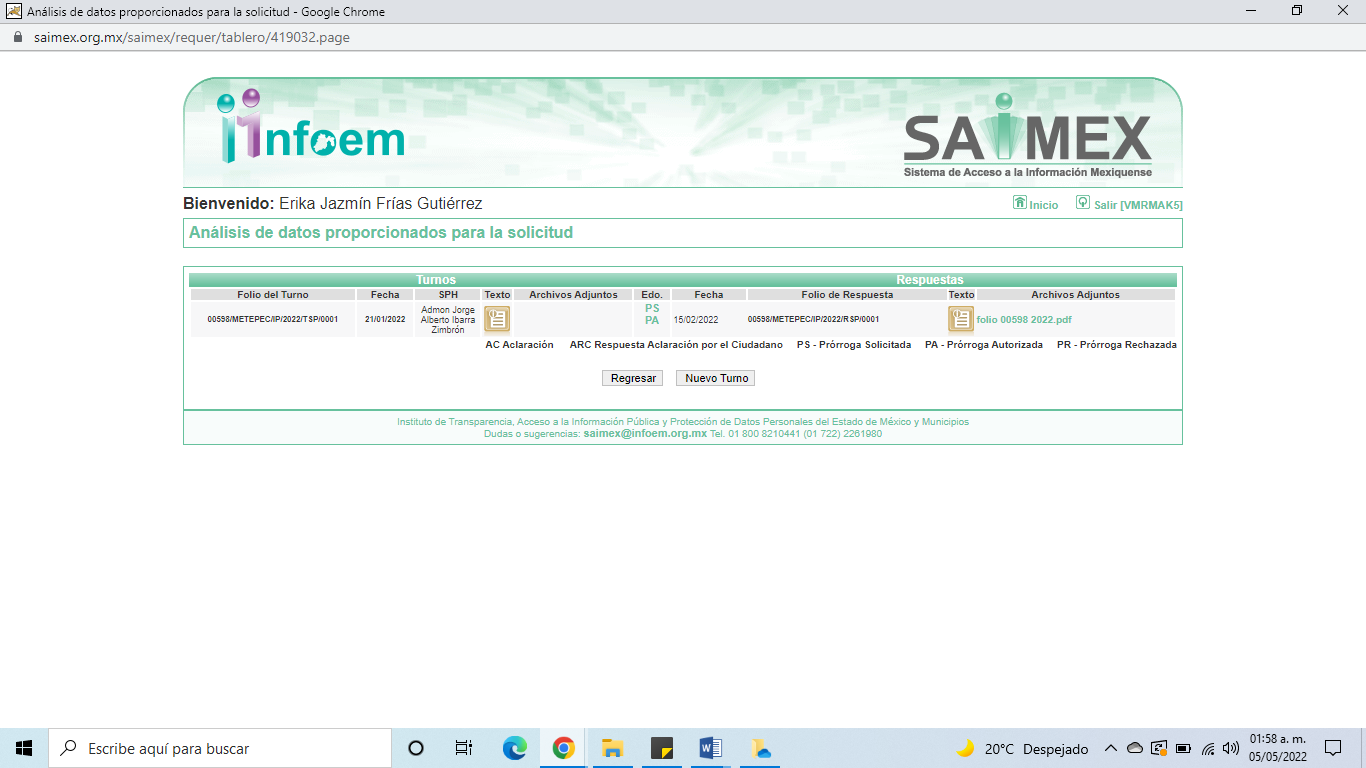 Análisis de datos proporcionados para la solicitud - Google Chrome
saimex.org.mx/saimex/requer/tablero/419032.page
infoem
SAIMEX
Sistema de Acceso a la Información Mexiquense
Bienvenido: Erika Jazmín Frías Gutiérrez
Inicio Salir [VMRMAK5]
Análisis de datos proporcionados para la solicitud
Turnos Respuestas
Folio del Turno Fecha SPH Texto Archivos Adjuntos Edo. Fecha Folio de Respuesta Texto Archivos Adjuntos
00598/METEPEC/IP/2022/TSP/0001 21/01/2022 Admon Jorge Alberto Ibarra Zimbrón PS PA 15/02/2022 00598/METEPEC/IP/2022/RSP/0001 folio 00598 2022.pdf
AC Aclaración ARC Respuesta Aclaración por el Ciudadano PS - Prórroga Solicitada PA - Prórroga Autorizada PR - Prórroga Rechazada
Regresar Nuevo Turno
Instituto de Transparencia, Acceso a la Información Pública y Protección de Datos Personales del Estado de México y Municipios
Dudas o sugerencias: saimex@infoem.org.mx Tel. 01 800 8210441 (01 722) 2261980
Escribe aquí para buscar
20°C Despejado
01:58 a. m.
05/05/2022